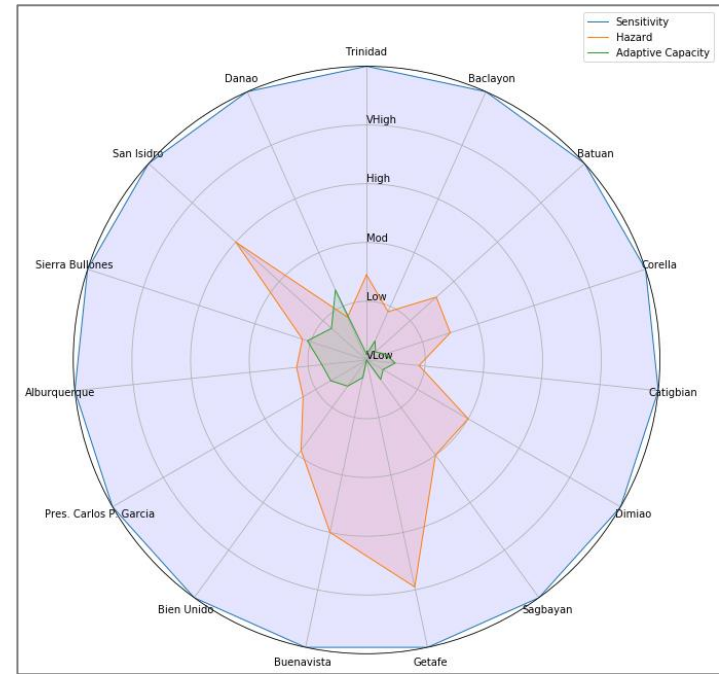 Sensitivity
Hazard
Adaptive Capacity
Trinidad
Danao
Baclayon
VHigh
San Isidro
Batuan
High
Mod
Sierra Bullones
Corella
Low
VLow
Alburquerque
Catigbian
Pres. Carlos P. Garcia
Dimiao
Bien Unido
Sagbayan
Buenavista
Getafe